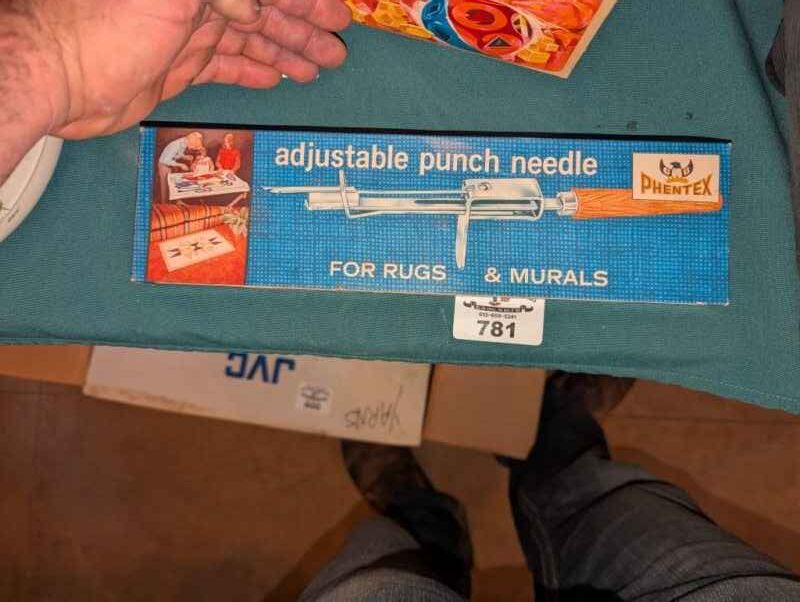 adjustable punch needle
PHENTEX
FOR RUGS & MURALS
781
JVC
YARNS